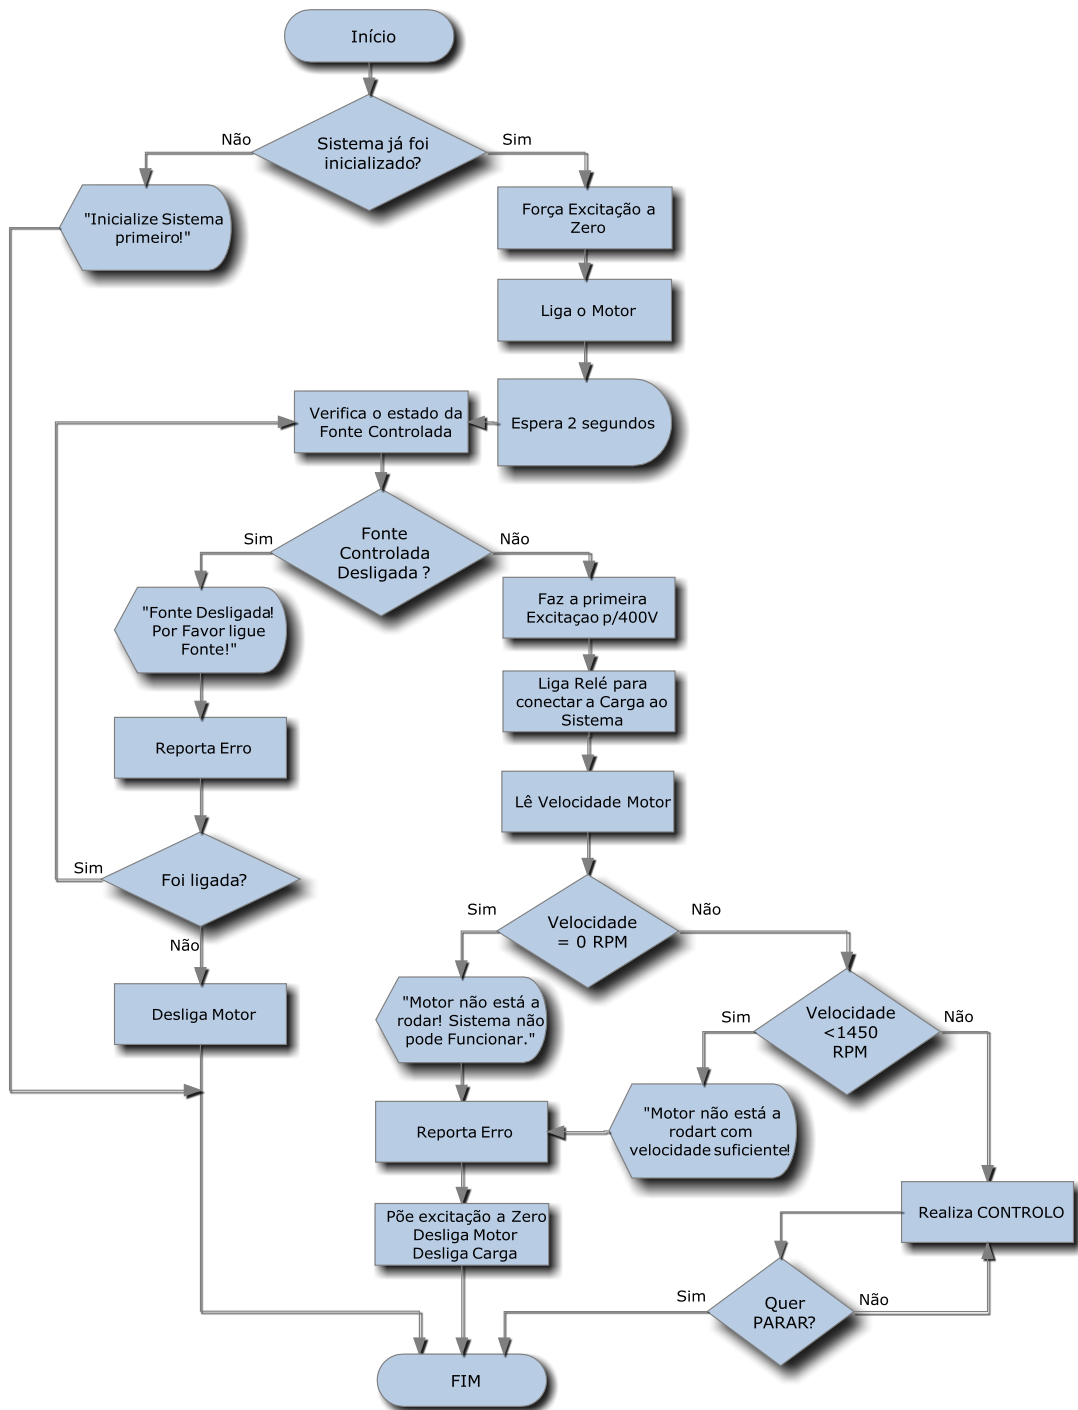 Início
Sistema já foi
inicializado?
Não
Sim
"Inicialize Sistema
primeiro!"
Força Excitação a
Zero
Liga o Motor
Espera 2 segundos
Verifica o estado da
Fonte Controlada
Fonte
Controlada
Desligada ?
Sim
Não
"Fonte Desligada!
Por Favor ligue
Fonte!"
Reporta Erro
Foi ligada?
Sim
Não
Desliga Motor
Faz a primeira
Excitaçao p/400V
Liga Relé para
conectar a Carga ao
Sistema
Lê Velocidade Motor
Velocidade
= 0 RPM
Sim
Não
"Motor não está a
rodar! Sistema não
pode Funcionar."
Velocidade
<1450
RPM
Sim
Não
"Motor não está a
rodart com
velocidade suficiente!
Reporta Erro
Põe excitação a Zero
Desliga Motor
Desliga Carga
Realiza CONTROLO
Quer
PARAR?
Sim
Não
FIM